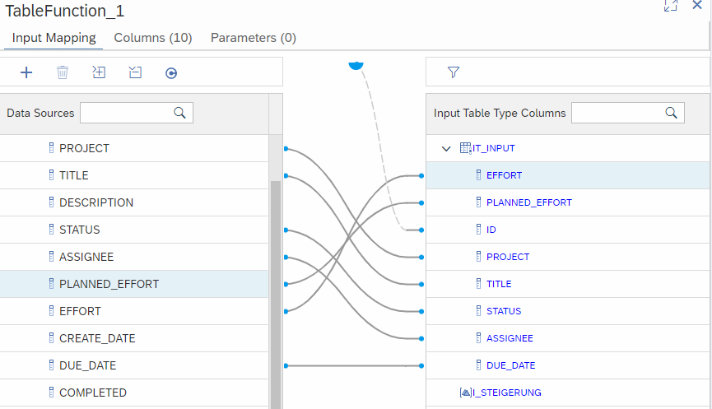 TableFunction_1
Input Mapping Columns (10) Parameters (0)
Data Sources
PROJECT
TITLE
DESCRIPTION
STATUS
ASSIGNEE
PLANNED_EFFORT
EFFORT
CREATE_DATE
DUE_DATE
COMPLETED
Input Table Type Columns
IT_INPUT
EFFORT
PLANNED_EFFORT
ID
PROJECT
TITLE
STATUS
ASSIGNEE
DUE_DATE
I_STEIGERUNG